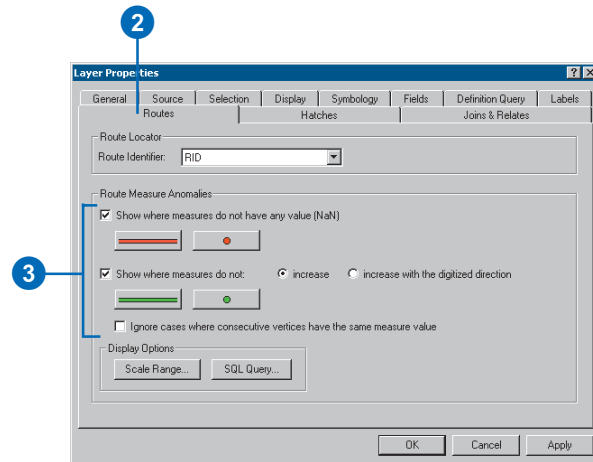 2
Layer Properties
General Source Selection Display Symbology Fields Definition Query Labels
Routes Hatches Joins & Relates
Route Locator
Route Identifier: RID
Route Measure Anomalies
Show where measures do not have any value (NaN)
3
Show where measures do not: increase increase with the digitized direction
Ignore cases where consecutive vertices have the same measure value
Display Options
Scale Range... SQL Query...
OK Cancel Apply